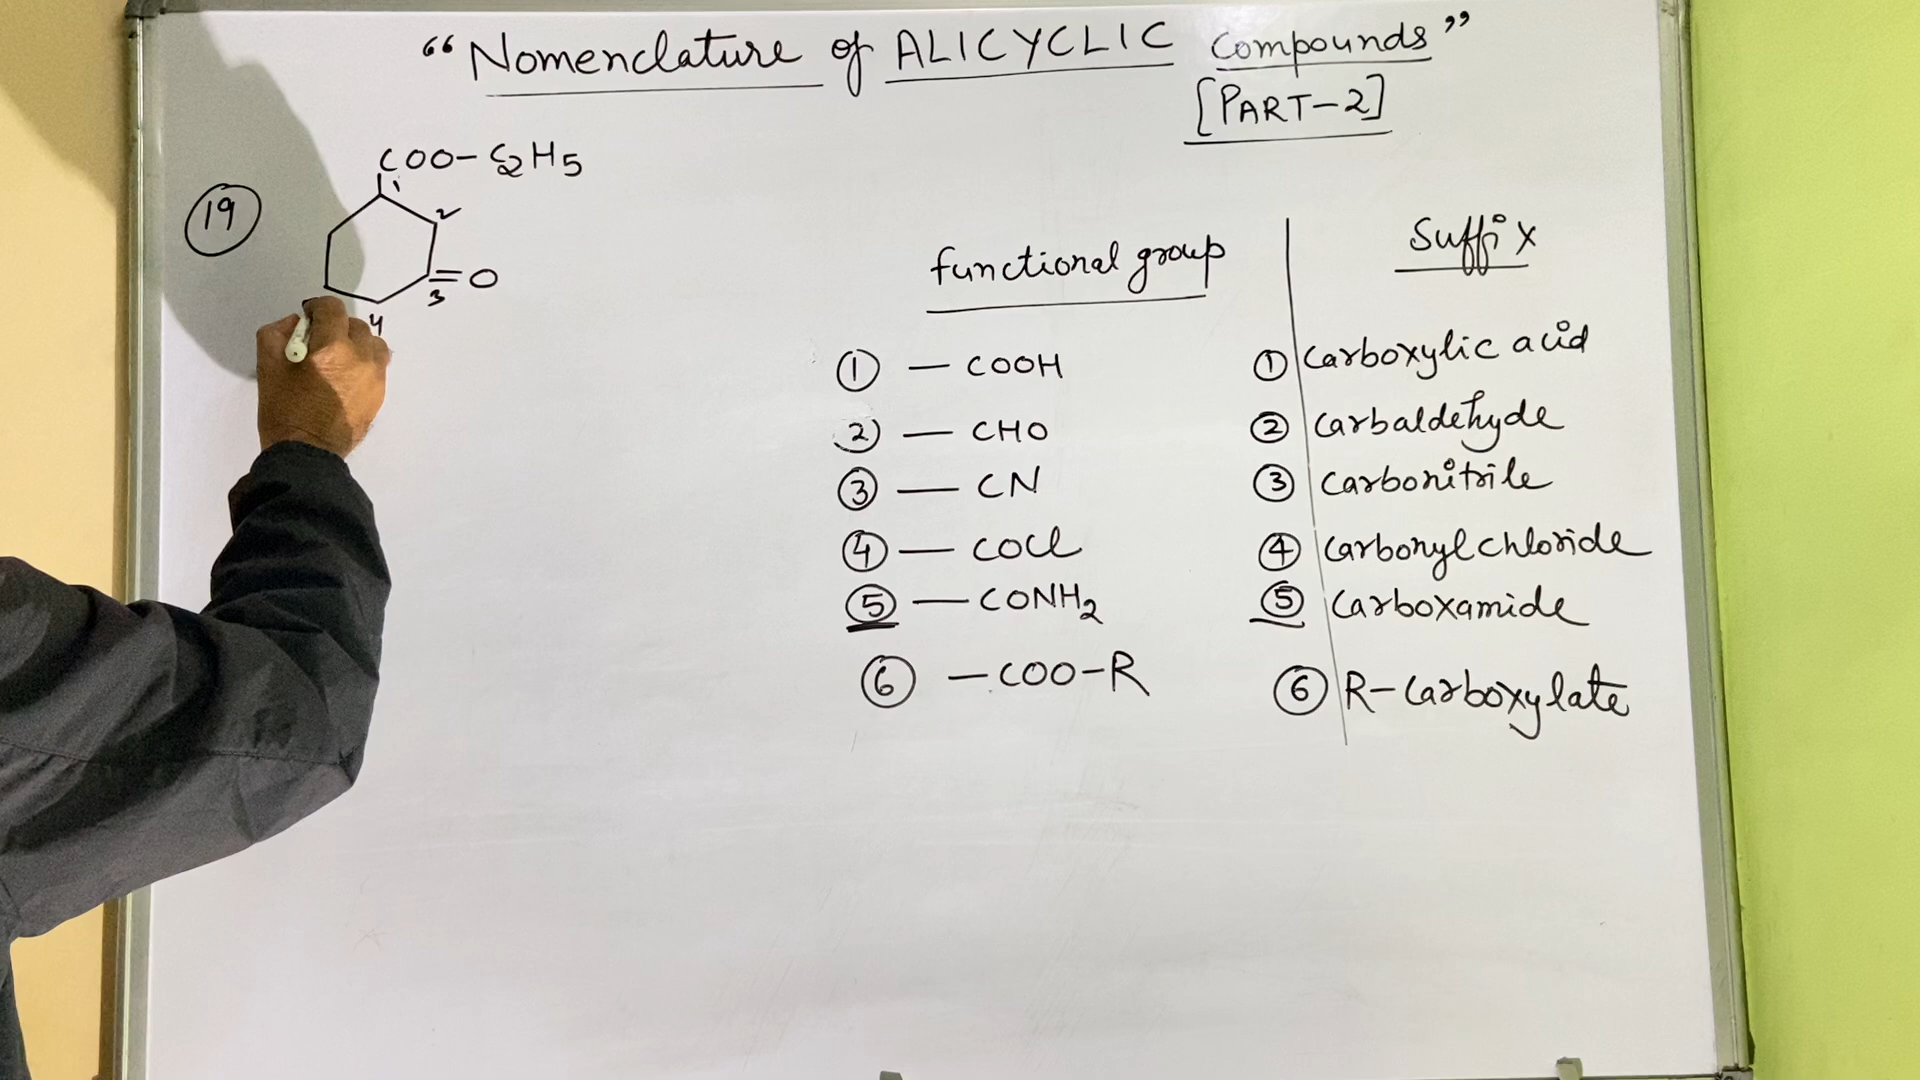 “Nomenclature of ALICYCLIC Compounds”
[PART-2]
19
COO-C2H5
1
2
3
=O
4
functional group
Suffix
1 — COOH
1 Carboxylic acid
2 — CHO
2 Carbaldehyde
3 — CN
3 Carbonitrile
4 — COCl
4 Carbonyl chloride
5 — CONH2
5 Carboxamide
6 — COO-R
6 R-Carboxylate